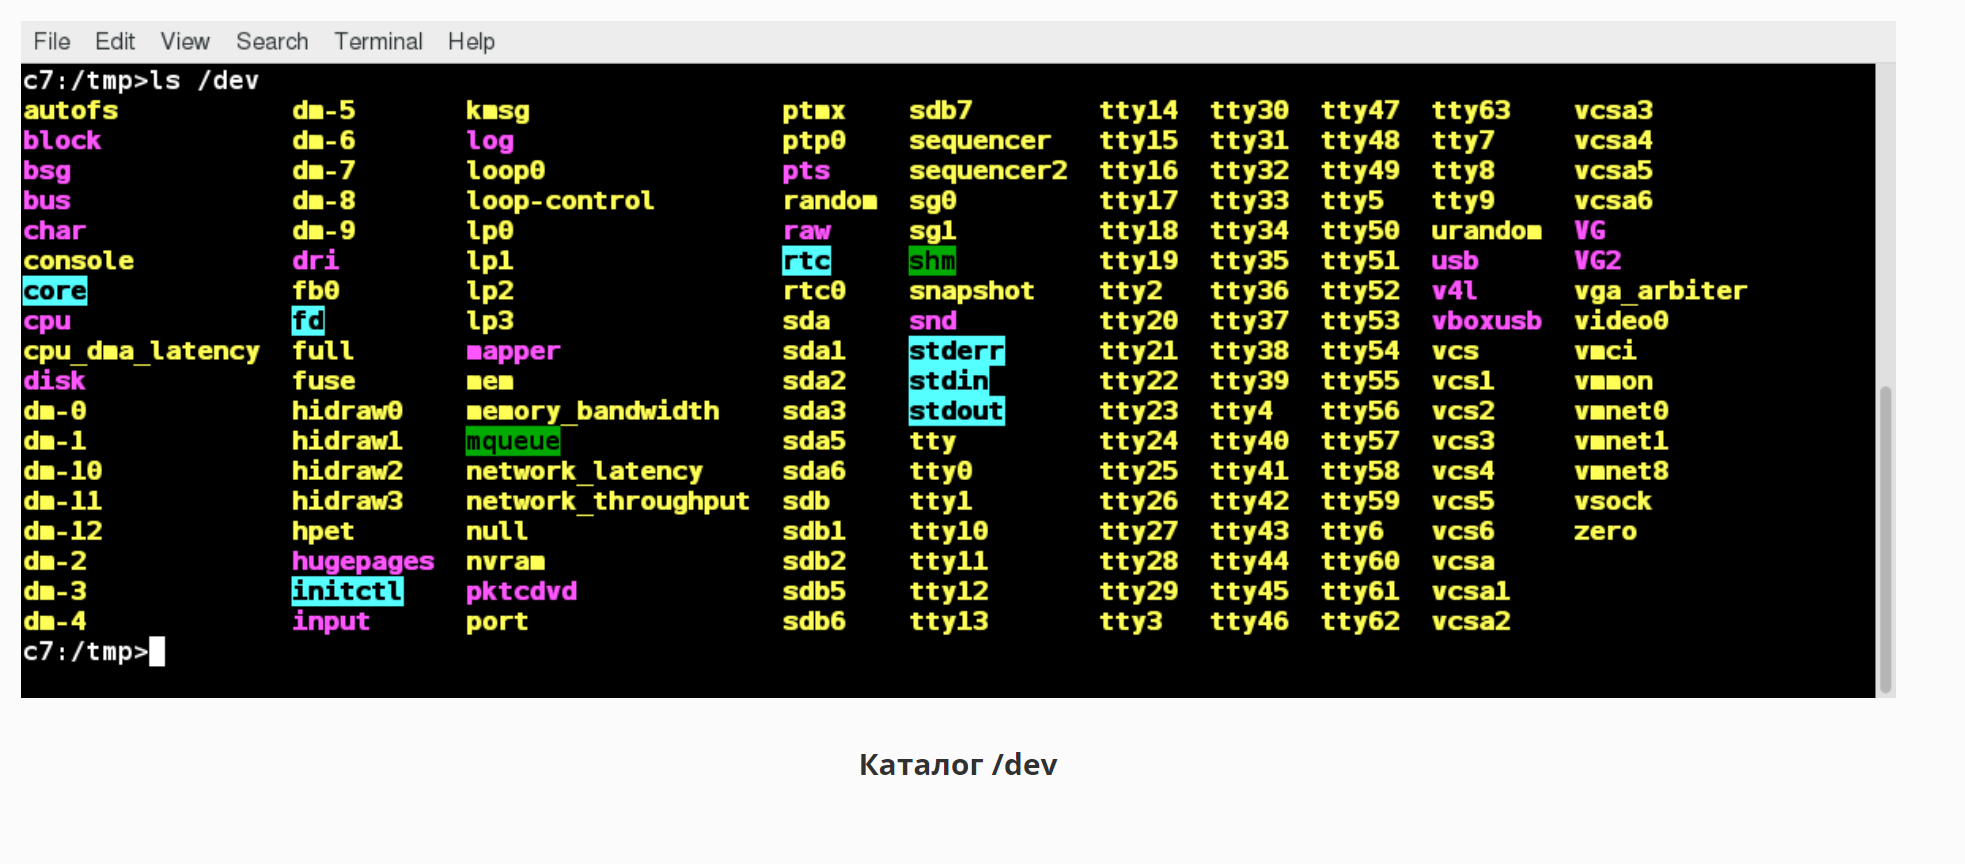 File Edit View Search Terminal Help
c7:/tmp>ls /dev
autofs dm-5 kmsg ptmx sdb7 tty14 tty30 tty47 tty63 vcsa3
block dm-6 log ptp0 sequencer tty15 tty31 tty48 tty7 vcsa4
bsg dm-7 loop0 pts sequencer2 tty16 tty32 tty49 tty8 vcsa5
bus dm-8 loop-control random sg0 tty17 tty33 tty5 tty9 vcsa6
char dm-9 lp0 raw sg1 tty18 tty34 tty50 urandom VG
console dri lp1 rtc shm tty19 tty35 tty51 usb VG2
core fb0 lp2 rtc0 snapshot tty2 tty36 tty52 v4l vga_arbiter
cpu fd lp3 sda snd tty20 tty37 tty53 vboxusb video0
cpu_dma_latency full mapper sda1 stderr tty21 tty38 tty54 vcs vmci
disk fuse mem sda2 stdin tty22 tty39 tty55 vcs1 vmmon
dm-0 hidraw0 memory_bandwidth sda3 stdout tty23 tty4 tty56 vcs2 vmnet0
dm-1 hidraw1 mqueue sda5 tty tty24 tty40 tty57 vcs3 vmnet1
dm-10 hidraw2 network_latency sda6 tty0 tty25 tty41 tty58 vcs4 vmnet8
dm-11 hidraw3 network_throughput sdb tty1 tty26 tty42 tty59 vcs5 vsock
dm-12 hpet null sdb1 tty10 tty27 tty43 tty6 vcs6 zero
dm-2 hugepages nvram sdb2 tty11 tty28 tty44 tty60 vcsa
dm-3 initctl pktcdvd sdb5 tty12 tty29 tty45 tty61 vcsa1
dm-4 input port sdb6 tty13 tty3 tty46 tty62 vcsa2
c7:/tmp>
Каталог /dev